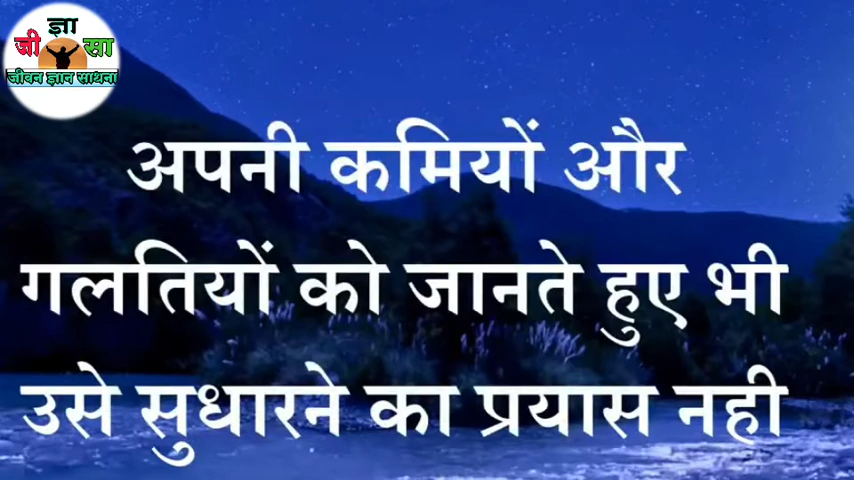 ज्ञा
जी सा
जीवन ज्ञान साधना
अपनी कमियों और
गलतियों को जानते हुए भी
उसे सुधारने का प्रयास नही